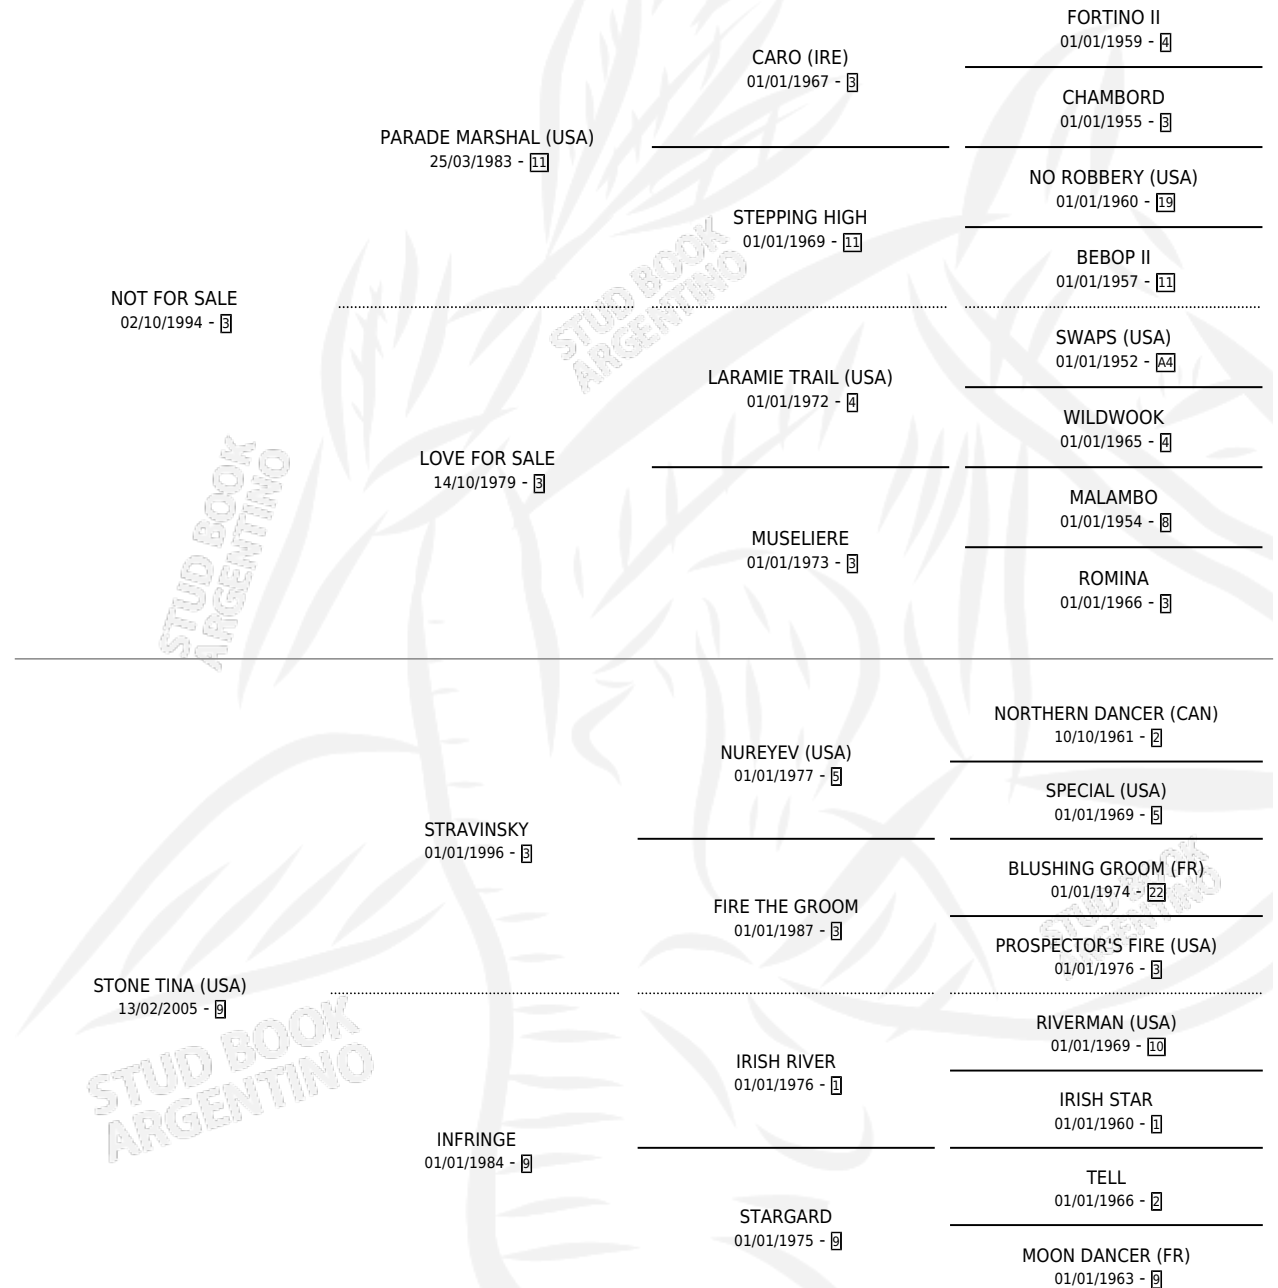 FORTINO II
01/01/1959 - 4
CARO (IRE)
01/01/1967 - 3
CHAMBORD
01/01/1955 - 3
PARADE MARSHAL (USA)
25/03/1983 - 11
NO ROBBERY (USA)
01/01/1960 - 19
STEPPING HIGH
01/01/1969 - 11
BEBOP II
01/01/1957 - 11
NOT FOR SALE
02/10/1994 - 3
STUD BOOK
ARGENTINO
SWAPS (USA)
01/01/1952 - A4
LARAMIE TRAIL (USA)
01/01/1972 - 4
WILDWOOK
01/01/1965 - 4
LOVE FOR SALE
14/10/1979 - 3
MALAMBO
01/01/1954 - 8
MUSELIERE
01/01/1973 - 3
ROMINA
01/01/1966 - 3
STUD BOOK
ARGENTINO
NORTHERN DANCER (CAN)
10/10/1961 - 2
NUREYEV (USA)
01/01/1977 - 5
SPECIAL (USA)
01/01/1969 - 5
STRAVINSKY
01/01/1996 - 3
BLUSHING GROOM (FR)
01/01/1974 - 22
STUD BOOK
ARGENTINO
FIRE THE GROOM
01/01/1987 - 3
PROSPECTOR'S FIRE (USA)
01/01/1976 - 3
STONE TINA (USA)
13/02/2005 - 9
STUD BOOK
ARGENTINO
RIVERMAN (USA)
01/01/1969 - 10
IRISH RIVER
01/01/1976 - 1
IRISH STAR
01/01/1960 - 1
INFRINGE
01/01/1984 - 9
TELL
01/01/1966 - 2
STARGARD
01/01/1975 - 9
MOON DANCER (FR)
01/01/1963 - 9